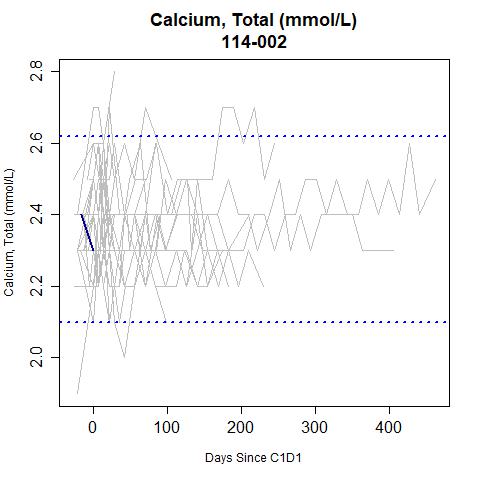 Calcium, Total (mmol/L)
114-002
Calcium, Total (mmol/L)
2.8
2.6
2.4
2.2
2.0
0 100 200 300 400
Days Since C1D1